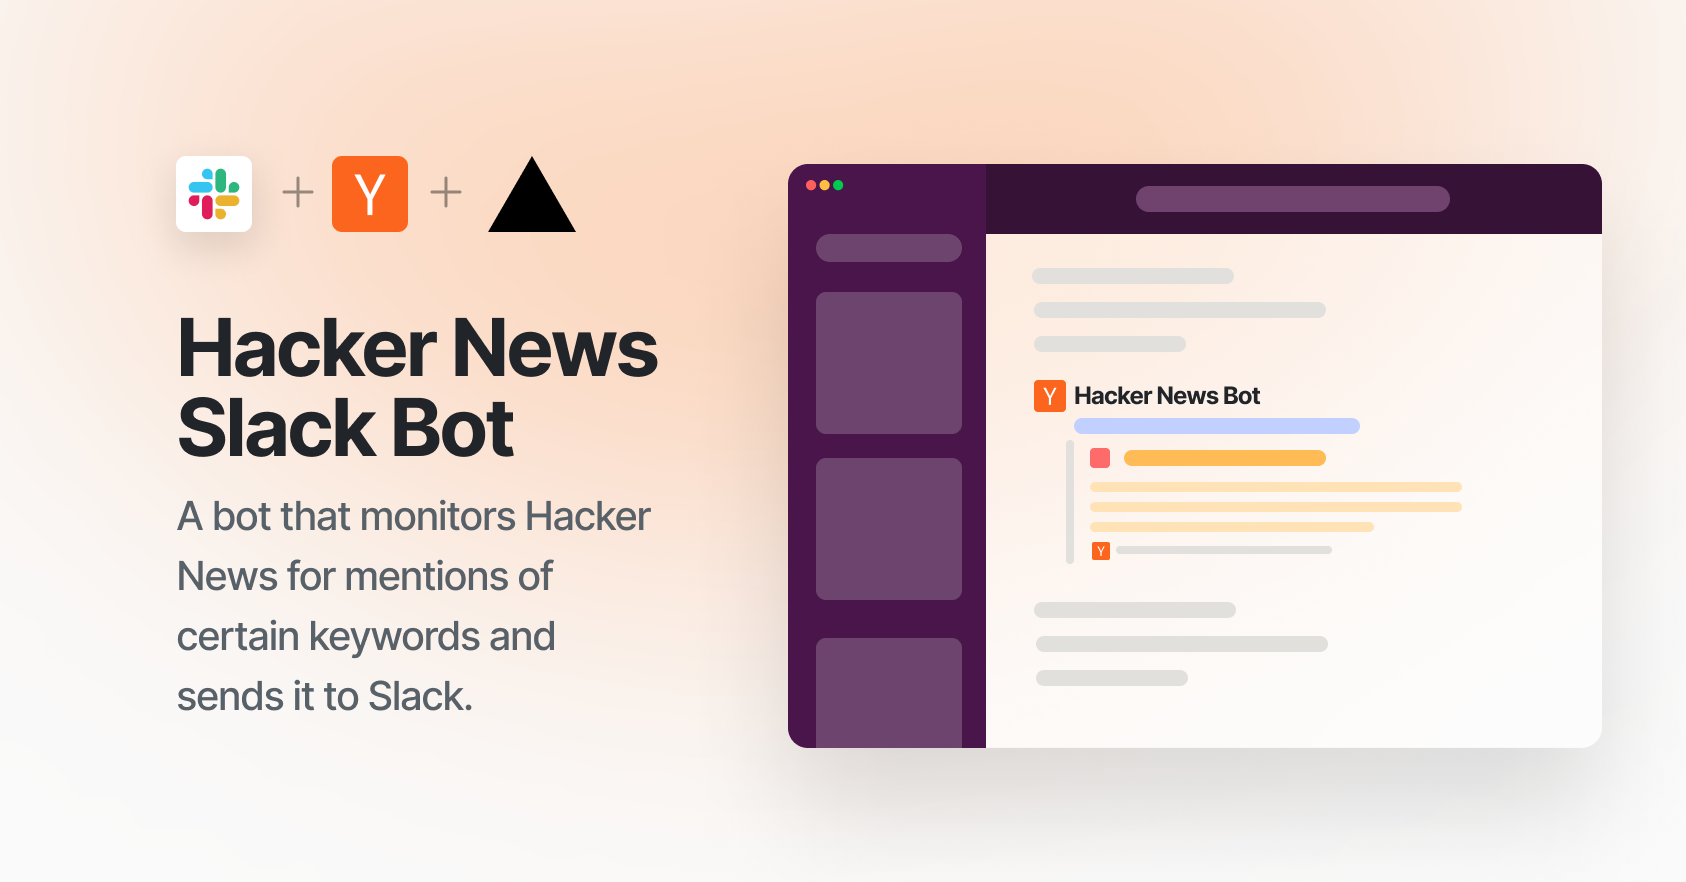 Y
Hacker News
Slack Bot
A bot that monitors Hacker
News for mentions of
certain keywords and
sends it to Slack.
Y Hacker News Bot
Y